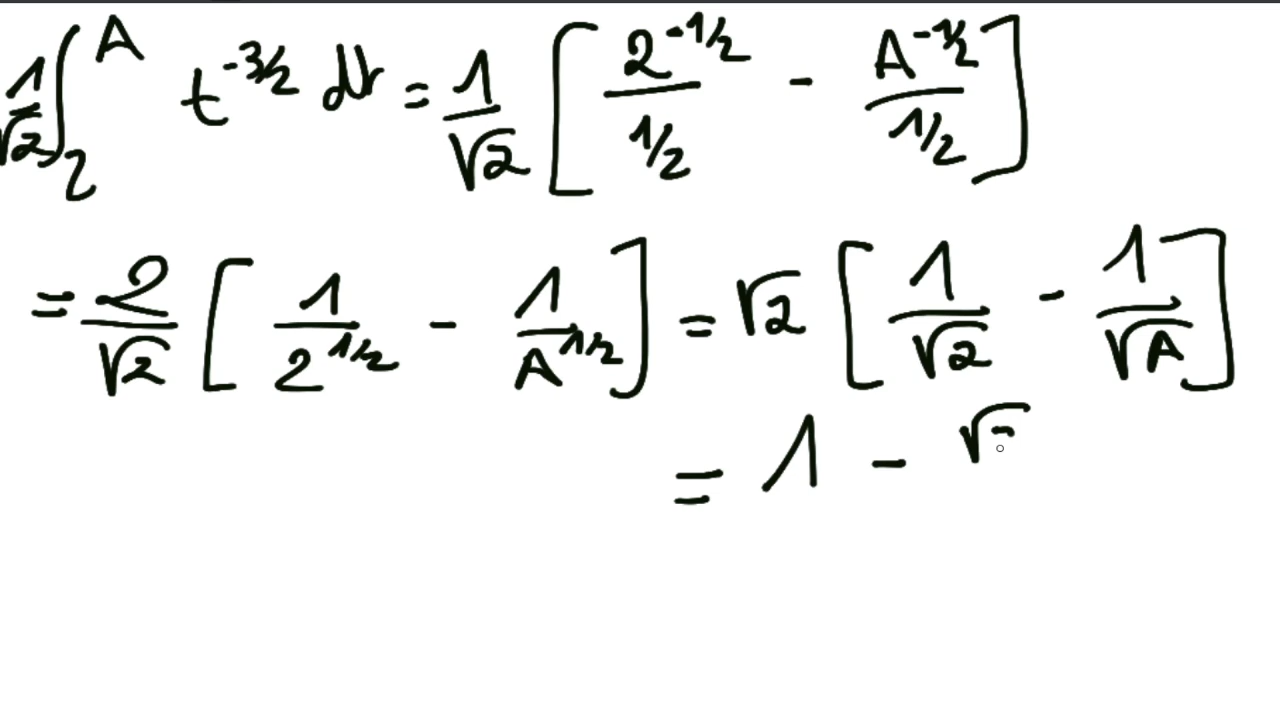 1/√2 ∫₂^A t^{-3/2} dt = 1/√2 [ 2^{-1/2}/(1/2) - A^{-1/2}/(1/2) ]
= 2/√2 [ 1/2^{1/2} - 1/A^{1/2} ] = √2 [ 1/√2 - 1/√A ]
= 1 - √